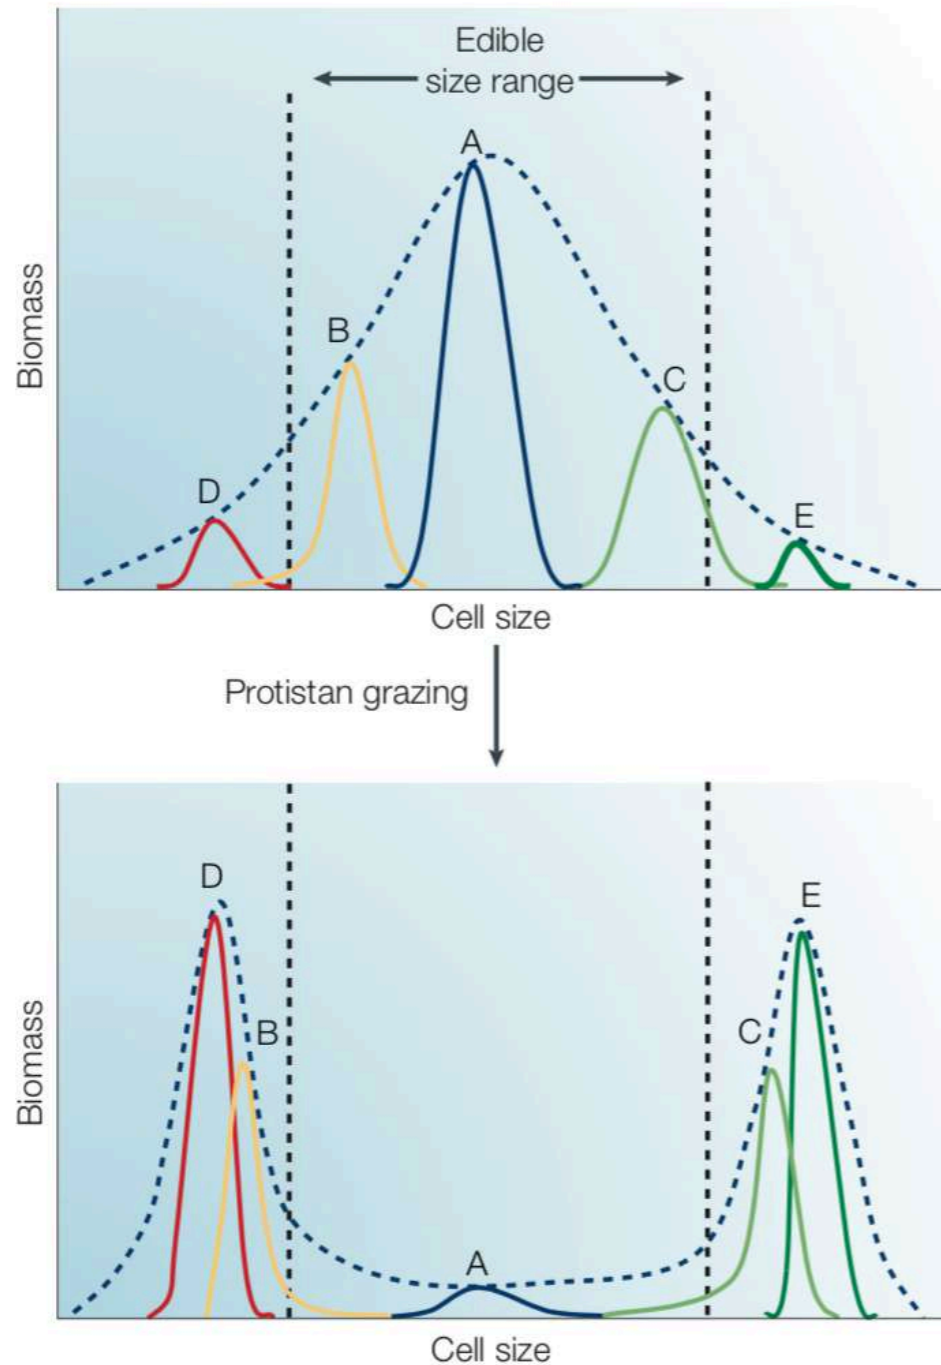 Edible
size range
A
B
C
D
E
Biomass
Cell size
Protistan grazing
D
E
B
C
A
Biomass
Cell size